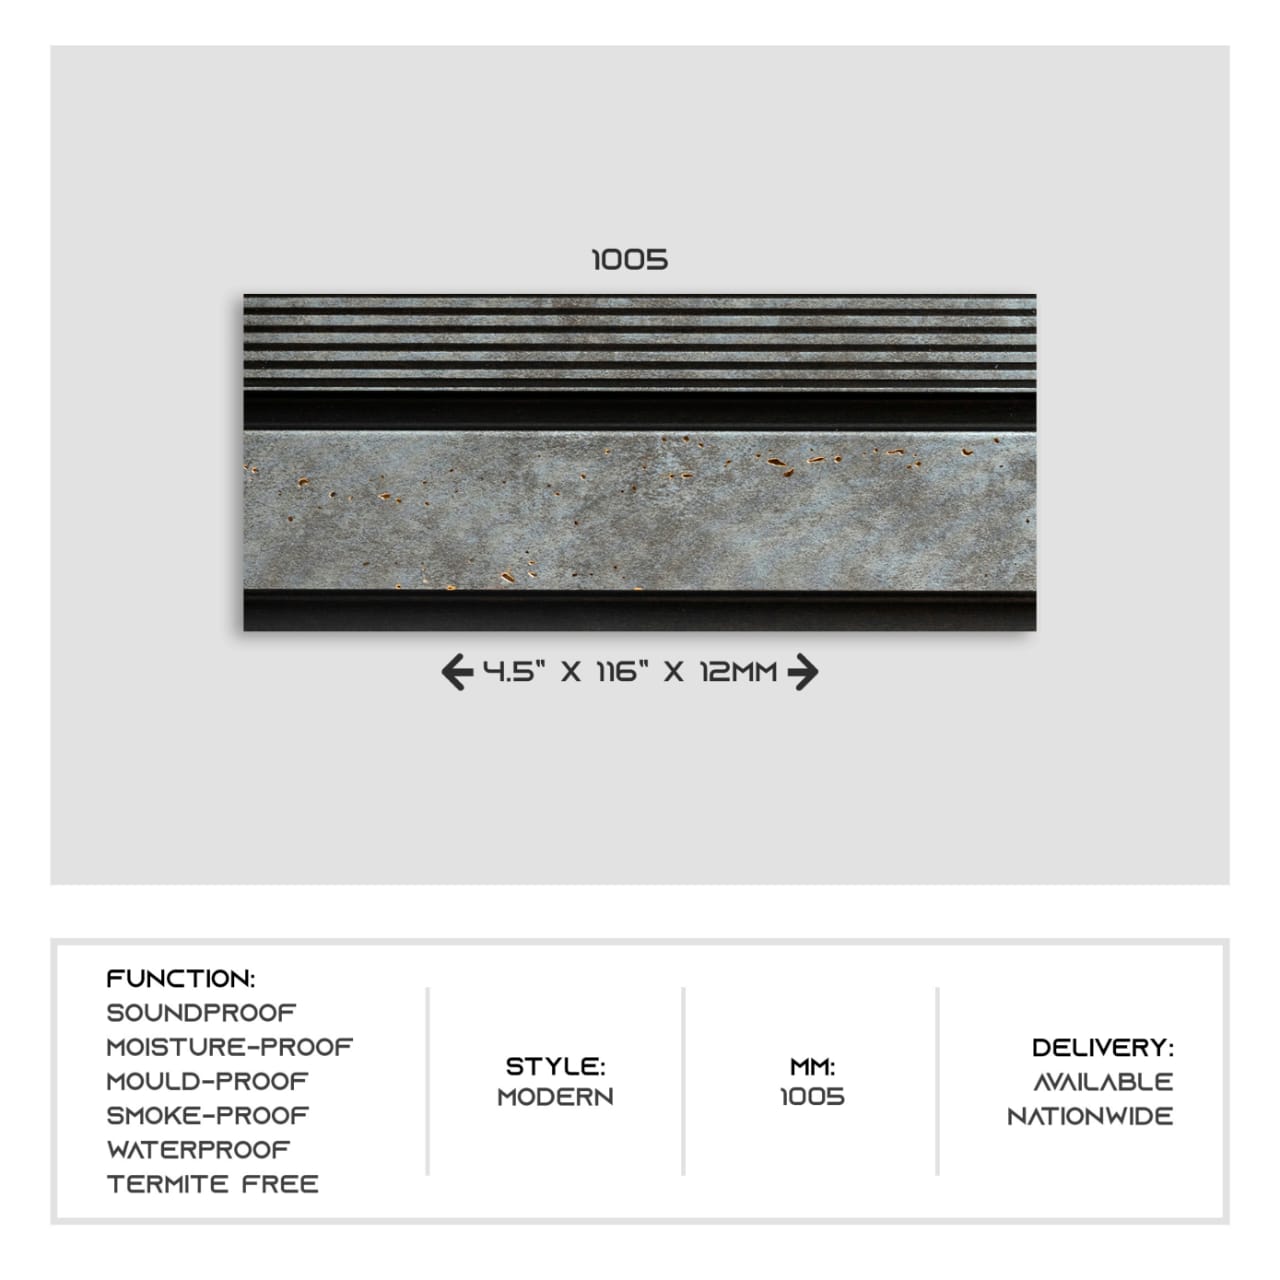 1005
4.5" X 116" X 12MM
FUNCTION:
SOUNDPROOF
MOISTURE-PROOF
MOULD-PROOF
SMOKE-PROOF
WATERPROOF
TERMITE FREE
STYLE:
MODERN
MM:
1005
DELIVERY:
AVAILABLE
NATIONWIDE